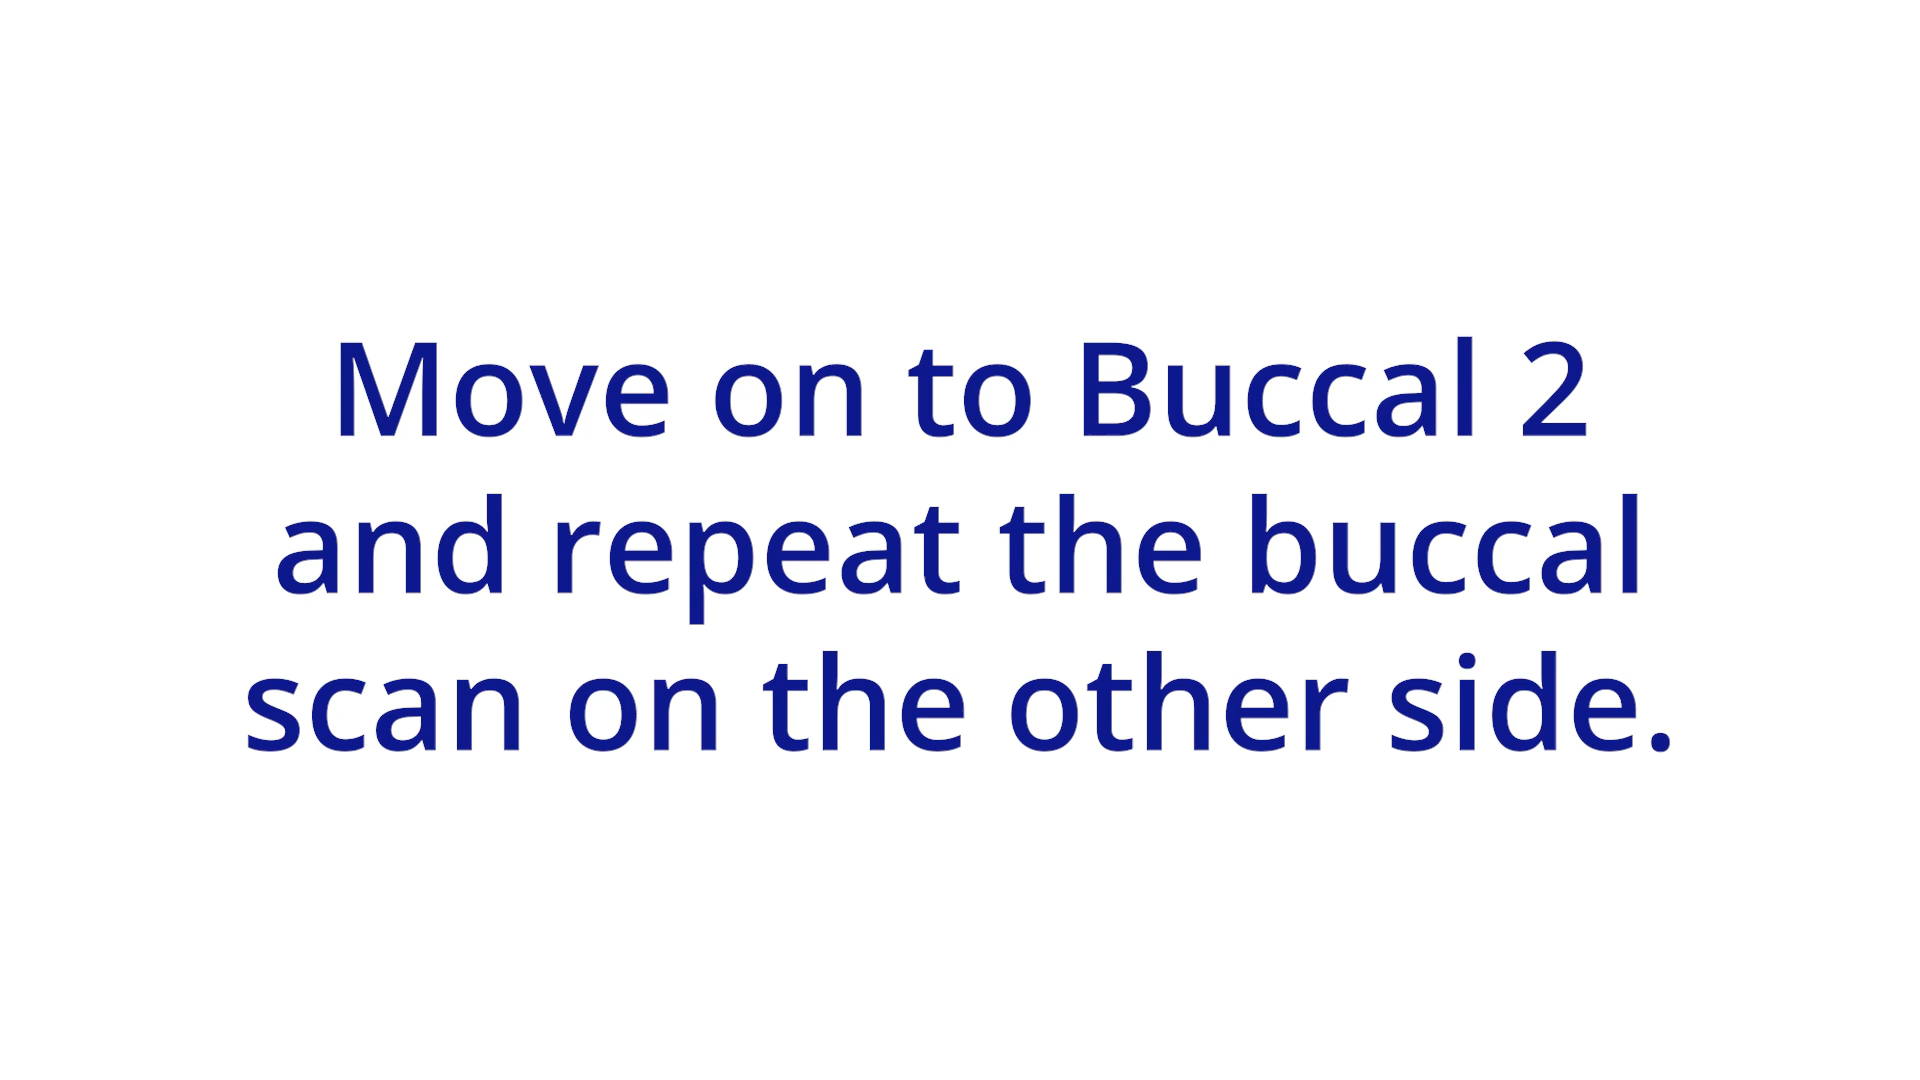 Move on to Buccal 2
and repeat the buccal
scan on the other side.